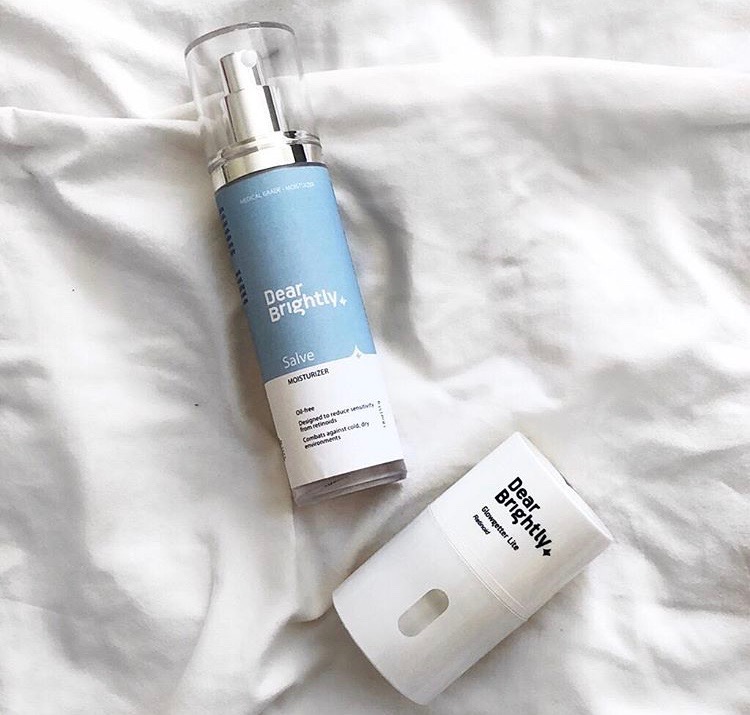 MEDICAL GRADE
Dear
Brightly
Salve
MOISTURIZER
Oil-free
Designed to reduce sensitivity
from retinoids
Combats against cold, dry
environments
Dear
Brightly
Glowgetter Lite
Retinoid